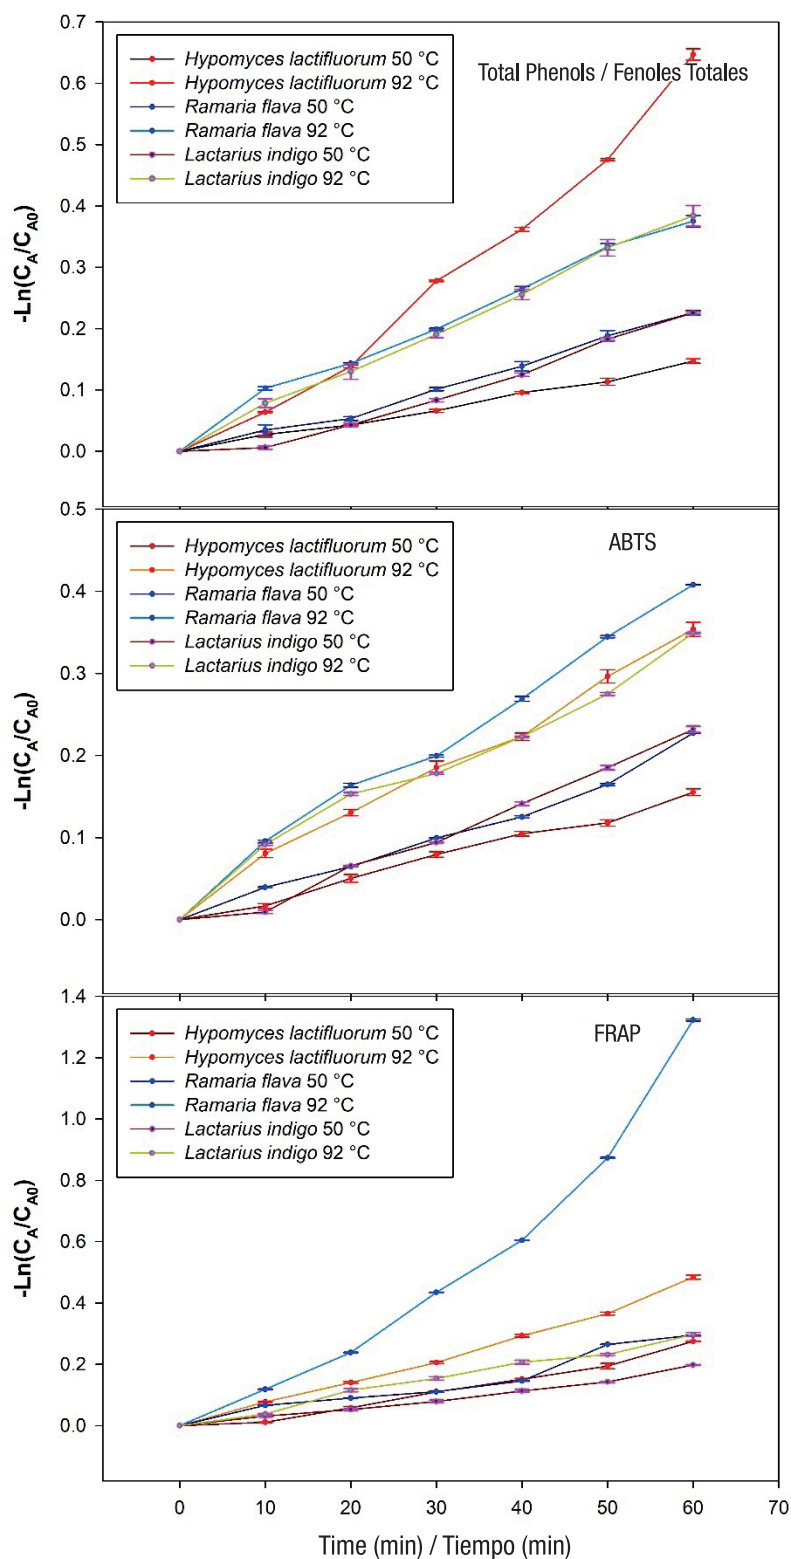 0.7
0.6
0.5
0.4
0.3
0.2
0.1
0.0
-Ln(C_A/C_A0)
Hypomyces lactifluorum 50 °C
Hypomyces lactifluorum 92 °C
Ramaria flava 50 °C
Ramaria flava 92 °C
Lactarius indigo 50 °C
Lactarius indigo 92 °C
Total Phenols / Fenoles Totales
0.5
0.4
0.3
0.2
0.1
0.0
-Ln(C_A/C_A0)
Hypomyces lactifluorum 50 °C
Hypomyces lactifluorum 92 °C
Ramaria flava 50 °C
Ramaria flava 92 °C
Lactarius indigo 50 °C
Lactarius indigo 92 °C
ABTS
1.4
1.2
1.0
0.8
0.6
0.4
0.2
0.0
-Ln(C_A/C_A0)
Hypomyces lactifluorum 50 °C
Hypomyces lactifluorum 92 °C
Ramaria flava 50 °C
Ramaria flava 92 °C
Lactarius indigo 50 °C
Lactarius indigo 92 °C
FRAP
0 10 20 30 40 50 60 70
Time (min) / Tiempo (min)